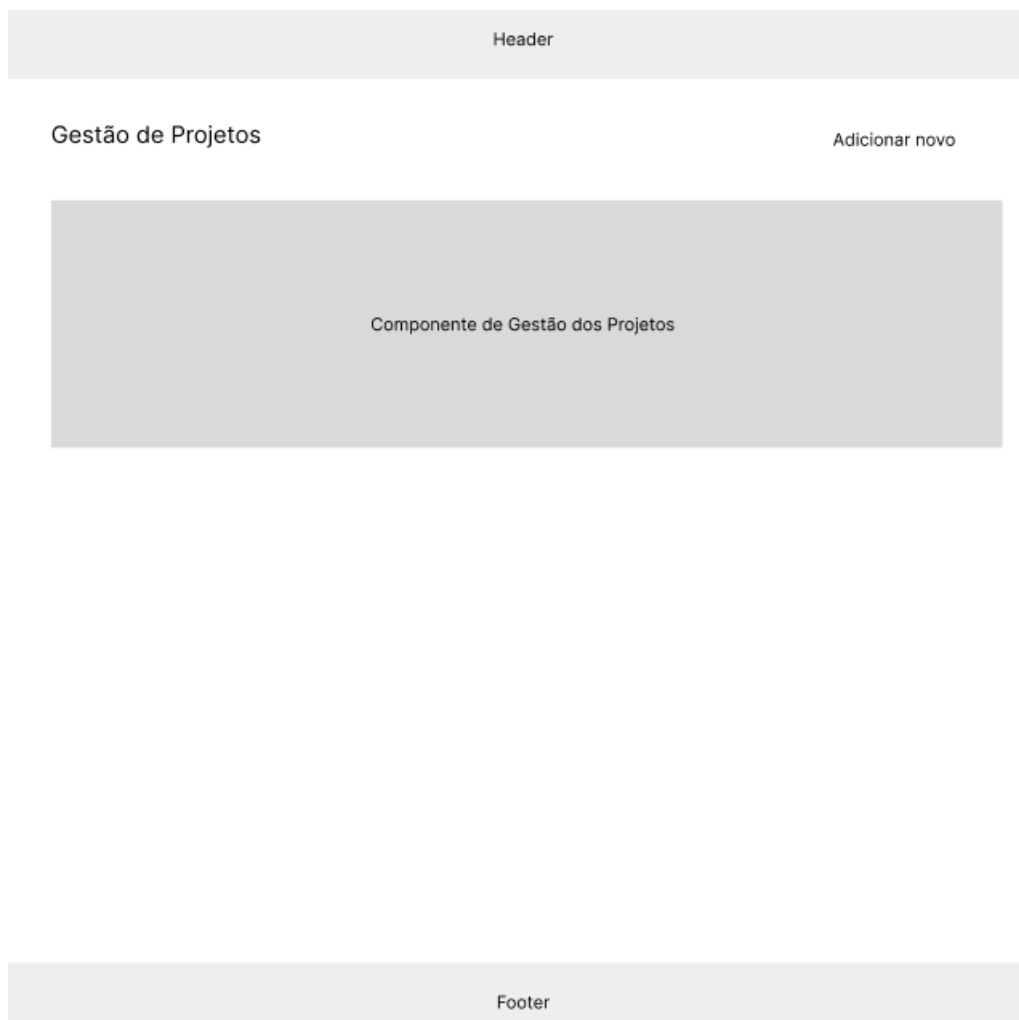 Header
Gestão de Projetos
Adicionar novo
Componente de Gestão dos Projetos
Footer